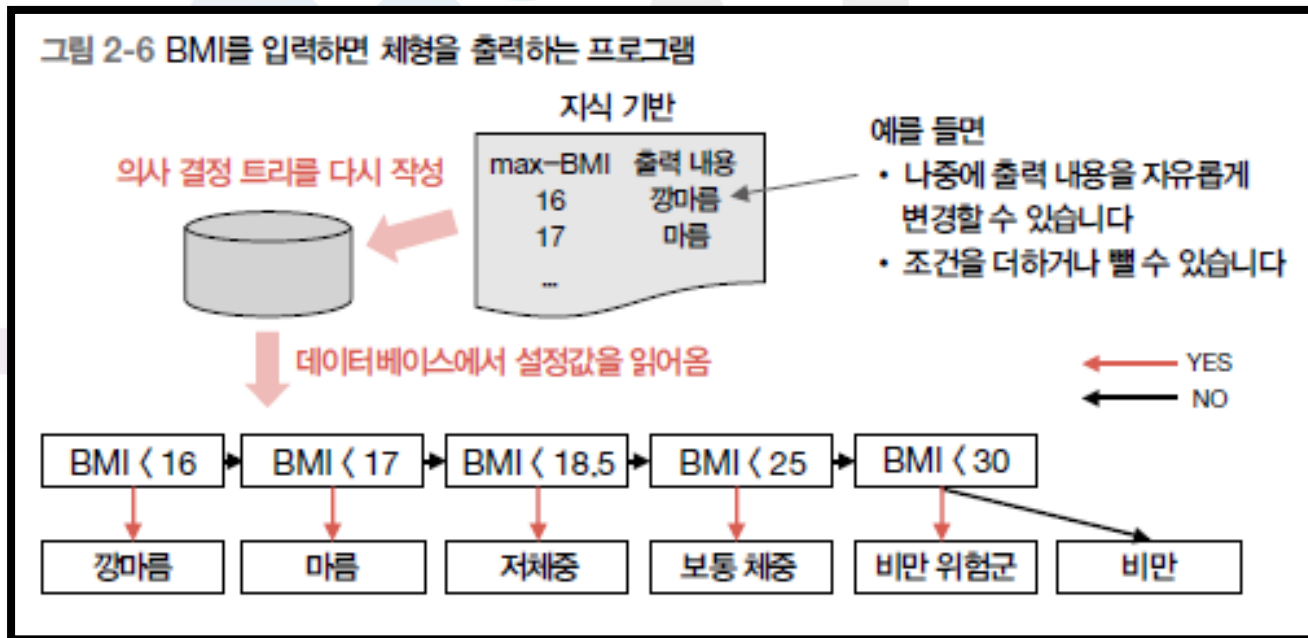 그림 2-6 BMI를 입력하면 체형을 출력하는 프로그램
지식 기반
max-BMI 출력 내용
16 깡마름
17 마름
...
의사 결정 트리를 다시 작성
예를 들면
• 나중에 출력 내용을 자유롭게
변경할 수 있습니다
• 조건을 더하거나 뺄 수 있습니다
데이터베이스에서 설정값을 읽어옴
YES
NO
BMI < 16
BMI < 17
BMI < 18.5
BMI < 25
BMI < 30
깡마름
마름
저체중
보통 체중
비만 위험군
비만